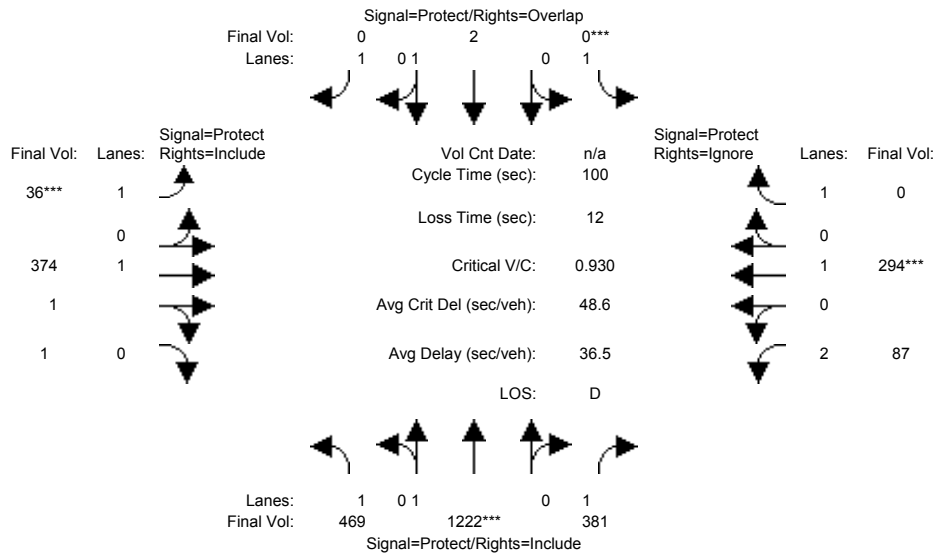 Signal=Protect/Rights=Overlap
Final Vol: 0 2 0***
Lanes: 1 0 1 0 1
Signal=Protect
Final Vol: Lanes: Rights=Include
Vol Cnt Date: n/a
Signal=Protect
Rights=Ignore Lanes: Final Vol:
Cycle Time (sec): 100
36*** 1
1 0
Loss Time (sec): 12
0
0
374 1
Critical V/C: 0.930
1 294***
1
Avg Crit Del (sec/veh): 48.6
0
1 0
Avg Delay (sec/veh): 36.5
2 87
LOS: D
Lanes: 1 0 1 0 1
Final Vol: 469 1222*** 381
Signal=Protect/Rights=Include